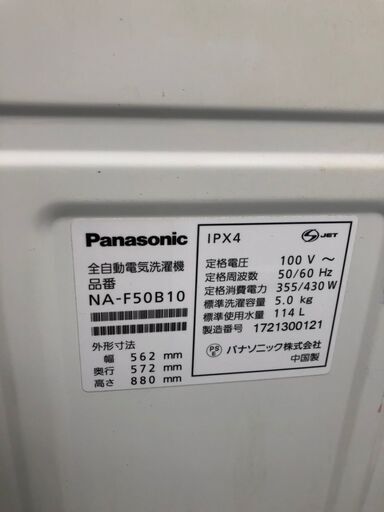 Panasonic
全自動電気洗濯機
品番
NA-F50B10
外形寸法
幅 562 mm
奥行 572 mm
高さ 880 mm
IPX4
JET
定格電圧 100 V ～
定格周波数 50/60 Hz
定格消費電力 355/430 W
標準洗濯容量 5.0 kg
標準使用水量 114 L
製造番号 1721300121
PS E パナソニック株式会社
中国製